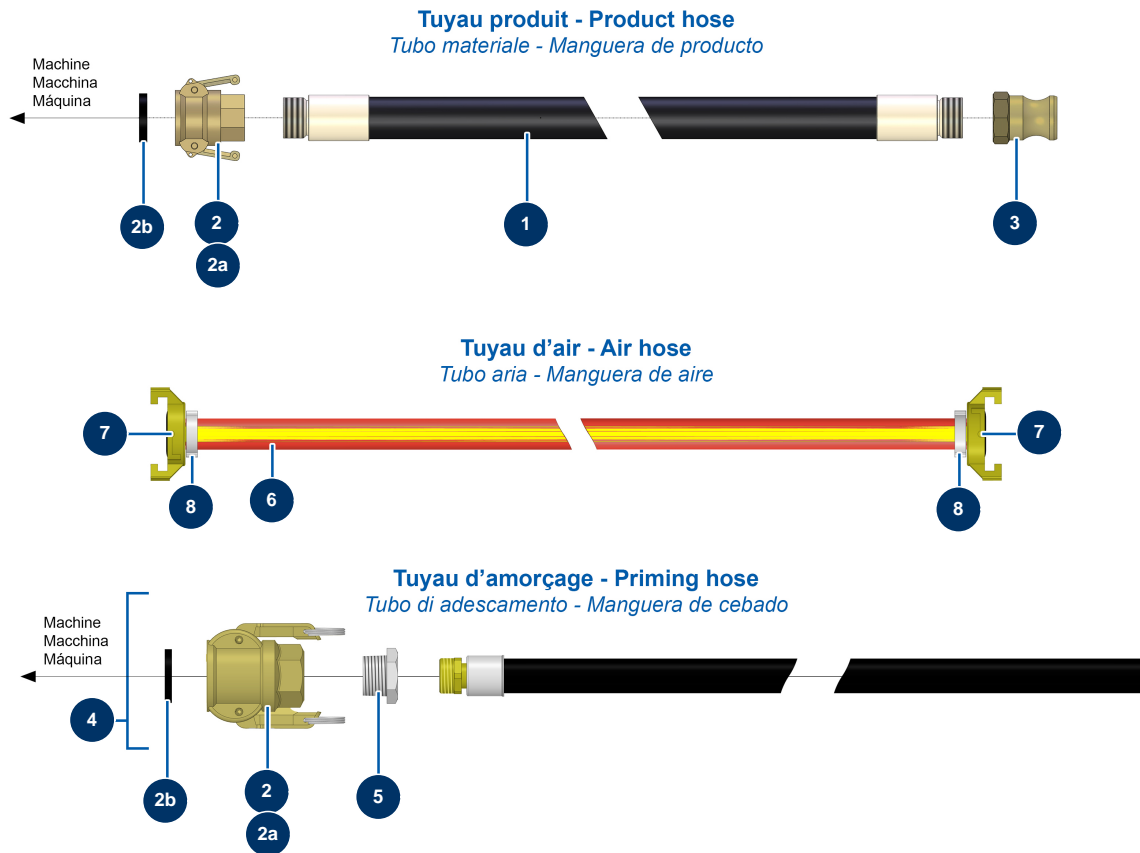 Tuyau produit - Product hose
Tubo materiale - Manguera de producto
Machine
Macchina
Máquina
2b
2
2a
1
3
Tuyau d’air - Air hose
Tubo aria - Manguera de aire
7
7
8
6
8
Tuyau d’amorçage - Priming hose
Tubo di adescamento - Manguera de cebado
Machine
Macchina
Máquina
4
2b
2
2a
5